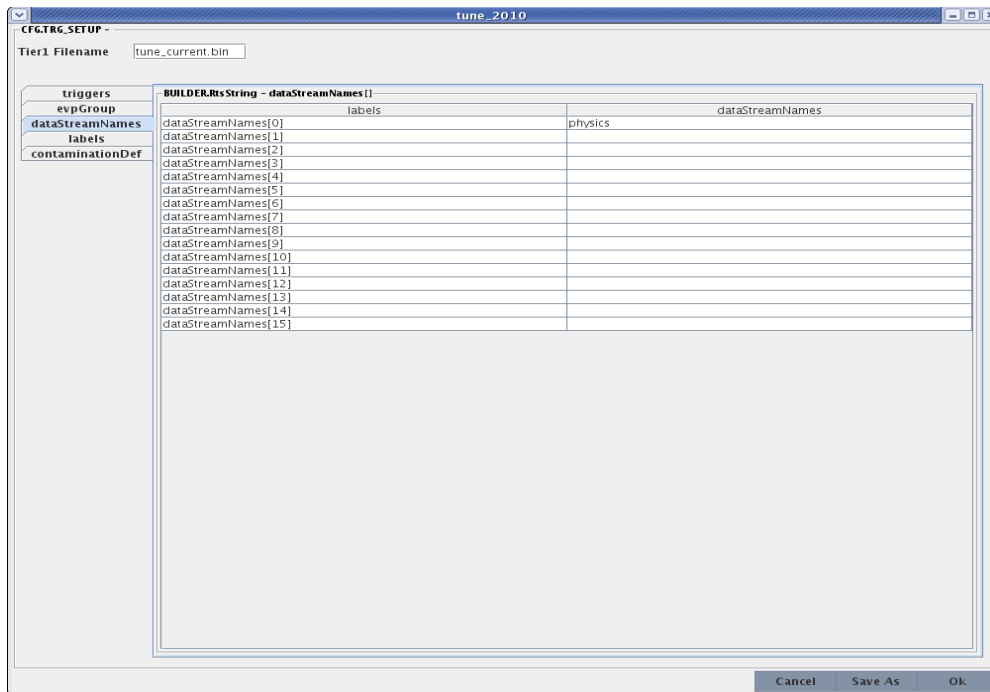 tune_2010
CFG.TRG_SETUP -
Tier1 Filename tune_current.bin
triggers
evpGroup
dataStreamNames
labels
contaminationDef
BUILDER.RtsString - dataStreamNames[]
labels dataStreamNames
dataStreamNames[0] physics
dataStreamNames[1]
dataStreamNames[2]
dataStreamNames[3]
dataStreamNames[4]
dataStreamNames[5]
dataStreamNames[6]
dataStreamNames[7]
dataStreamNames[8]
dataStreamNames[9]
dataStreamNames[10]
dataStreamNames[11]
dataStreamNames[12]
dataStreamNames[13]
dataStreamNames[14]
dataStreamNames[15]
Cancel Save As Ok